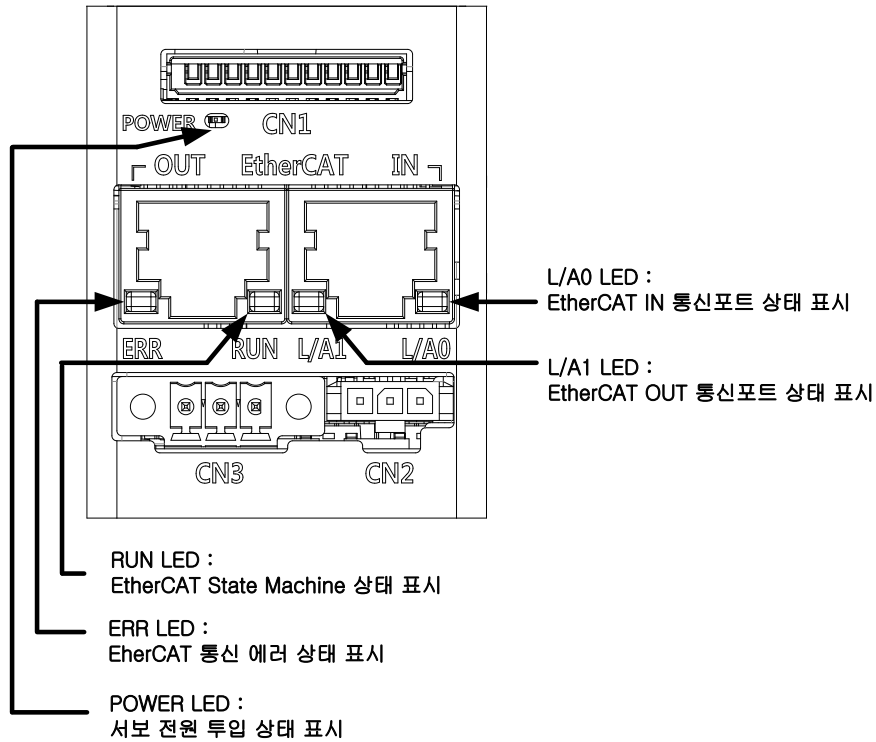 POWER CN1
OUT EtherCAT IN
ERR RUN L/A1 L/A0
CN3 CN2
L/A0 LED :
EtherCAT IN 통신포트 상태 표시
L/A1 LED :
EtherCAT OUT 통신포트 상태 표시
RUN LED :
EtherCAT State Machine 상태 표시
ERR LED :
EherCAT 통신 에러 상태 표시
POWER LED :
서보 전원 투입 상태 표시